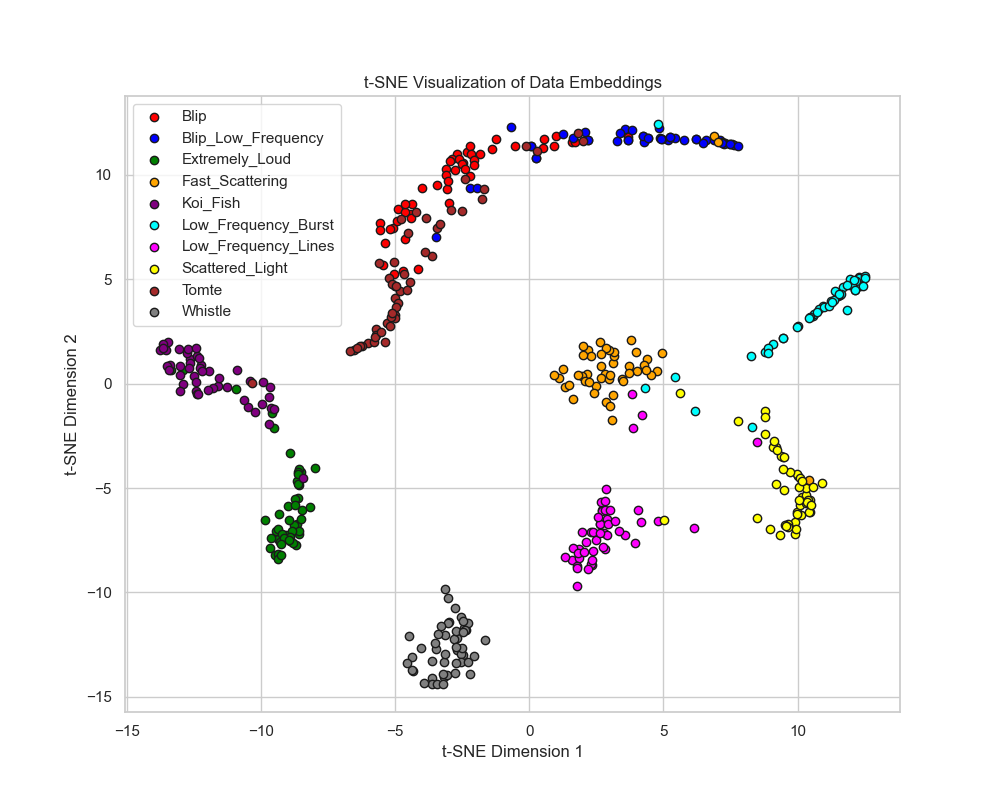 t-SNE Visualization of Data Embeddings
Blip
Blip_Low_Frequency
Extremely_Loud
Fast_Scattering
Koi_Fish
Low_Frequency_Burst
Low_Frequency_Lines
Scattered_Light
Tomte
Whistle
t-SNE Dimension 2
10
5
0
−5
−10
−15
−15
−10
−5
0
5
10
t-SNE Dimension 1